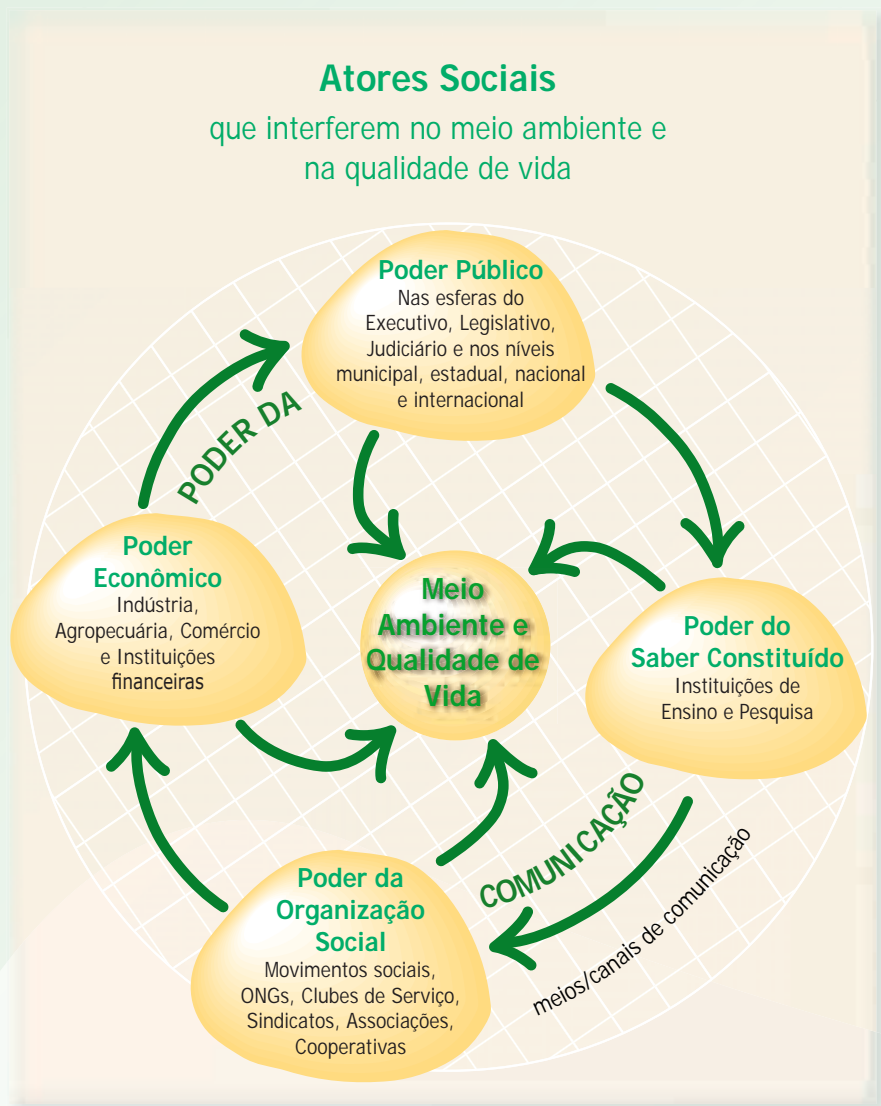 Atores Sociais
que interferem no meio ambiente e
na qualidade de vida
Poder Público
Nas esferas do
Executivo, Legislativo,
Judiciário e nos níveis
municipal, estadual, nacional
e internacional
PODER DA
Poder
Econômico
Indústria,
Agropecuária, Comércio
e Instituições
financeiras
Meio
Ambiente e
Qualidade de
Vida
Poder do
Saber Constituído
Instituições de
Ensino e Pesquisa
COMUNICAÇÃO
meios/canais de comunicação
Poder da
Organização
Social
Movimentos sociais,
ONGs, Clubes de Serviço,
Sindicatos, Associações,
Cooperativas